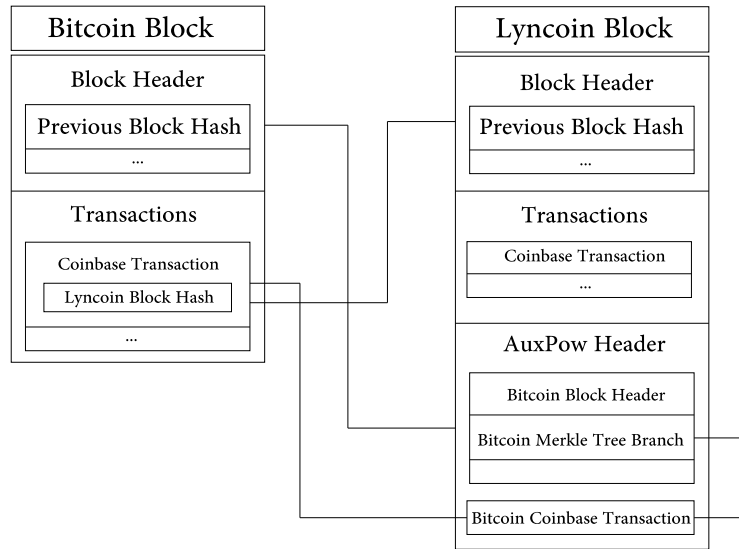 Bitcoin Block
Block Header
Previous Block Hash
...
Transactions
Coinbase Transaction
Lyncoin Block Hash
...
Lyncoin Block
Block Header
Previous Block Hash
...
Transactions
Coinbase Transaction
...
AuxPow Header
Bitcoin Block Header
Bitcoin Merkle Tree Branch
Bitcoin Coinbase Transaction